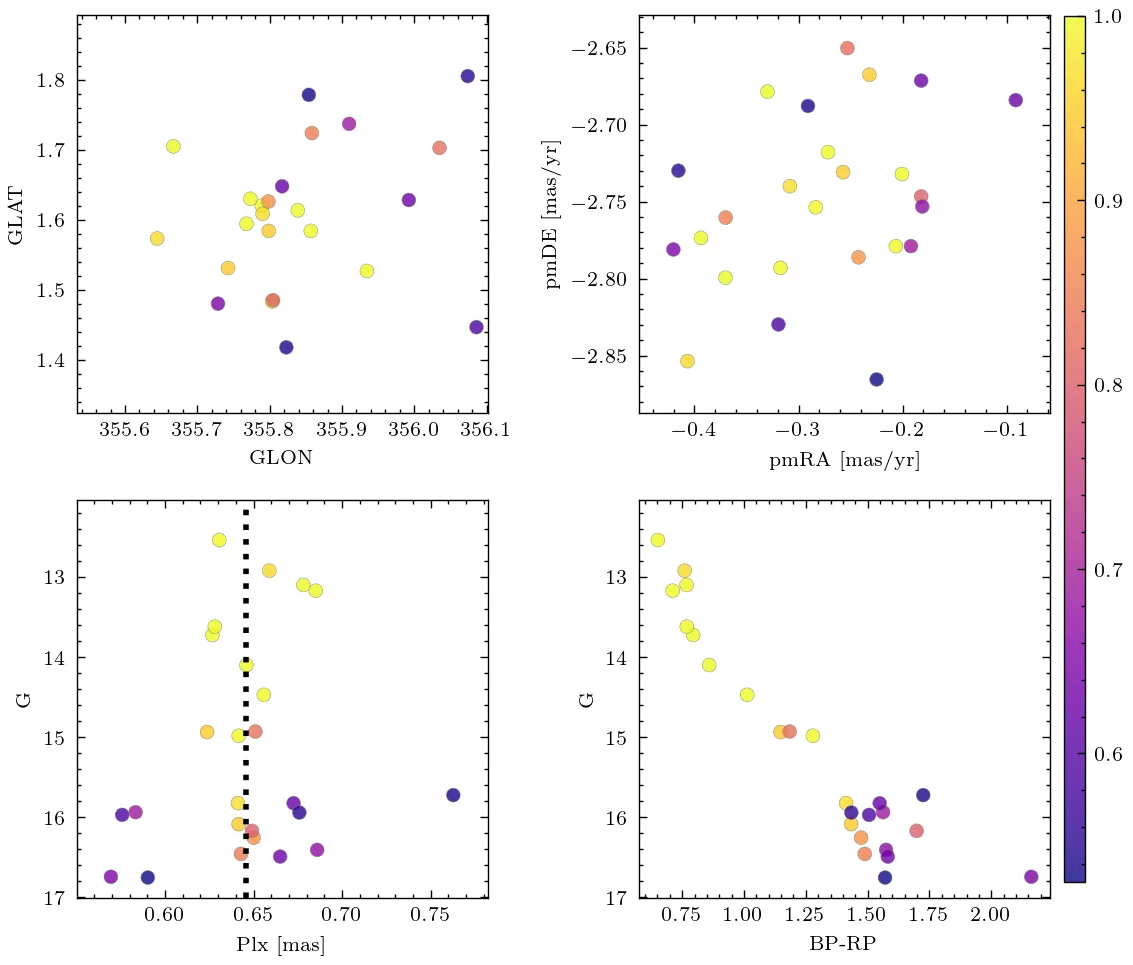 1.8
1.7
1.6
1.5
1.4
GLAT
355.6 355.7 355.8 355.9 356.0 356.1
GLON
−2.65
−2.70
−2.75
−2.80
−2.85
pmDE [mas/yr]
−0.4 −0.3 −0.2 −0.1
pmRA [mas/yr]
13
14
15
16
17
G
0.60 0.65 0.70 0.75
Plx [mas]
13
14
15
16
17
G
0.75 1.00 1.25 1.50 1.75 2.00
BP-RP
1.0
0.9
0.8
0.7
0.6